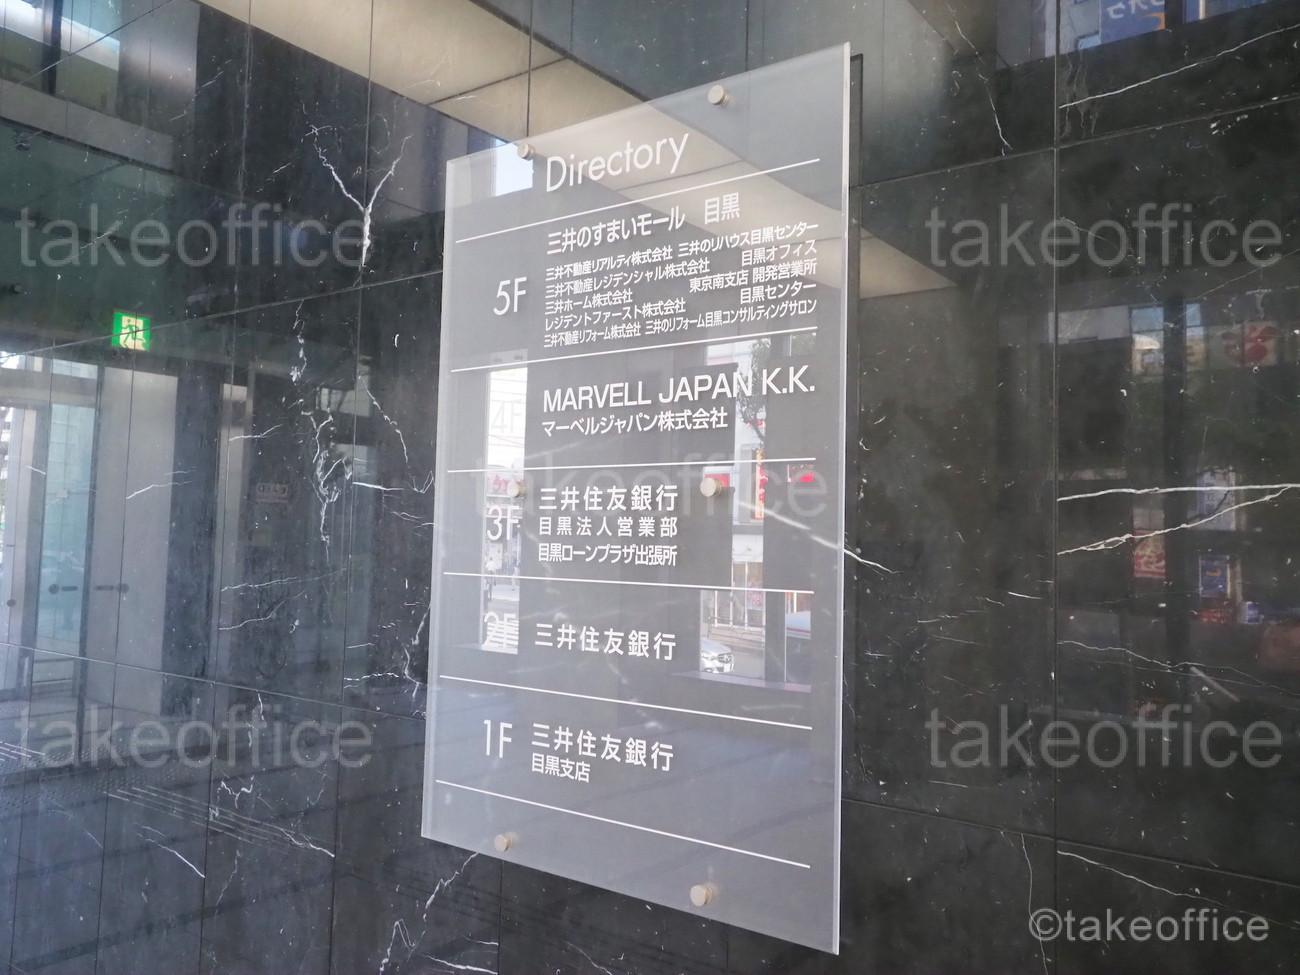 Directory
5F
三井のすまいモール 目黒
三井不動産リアルティ株式会社 三井のリハウス目黒センター
三井不動産レジデンシャル株式会社 目黒オフィス
三井ホーム株式会社 東京南支店 開発営業所
レジデントファースト株式会社 目黒センター
三井不動産リフォーム株式会社 三井のリフォーム目黒コンサルティングサロン
4F
MARVELL JAPAN K.K.
マーベルジャパン株式会社
3F
三井住友銀行
目黒法人営業部
目黒ローンプラザ出張所
2F
三井住友銀行
1F
三井住友銀行
目黒支店
takeoffice
takeoffice
takeoffice
takeoffice
takeoffice
©takeoffice